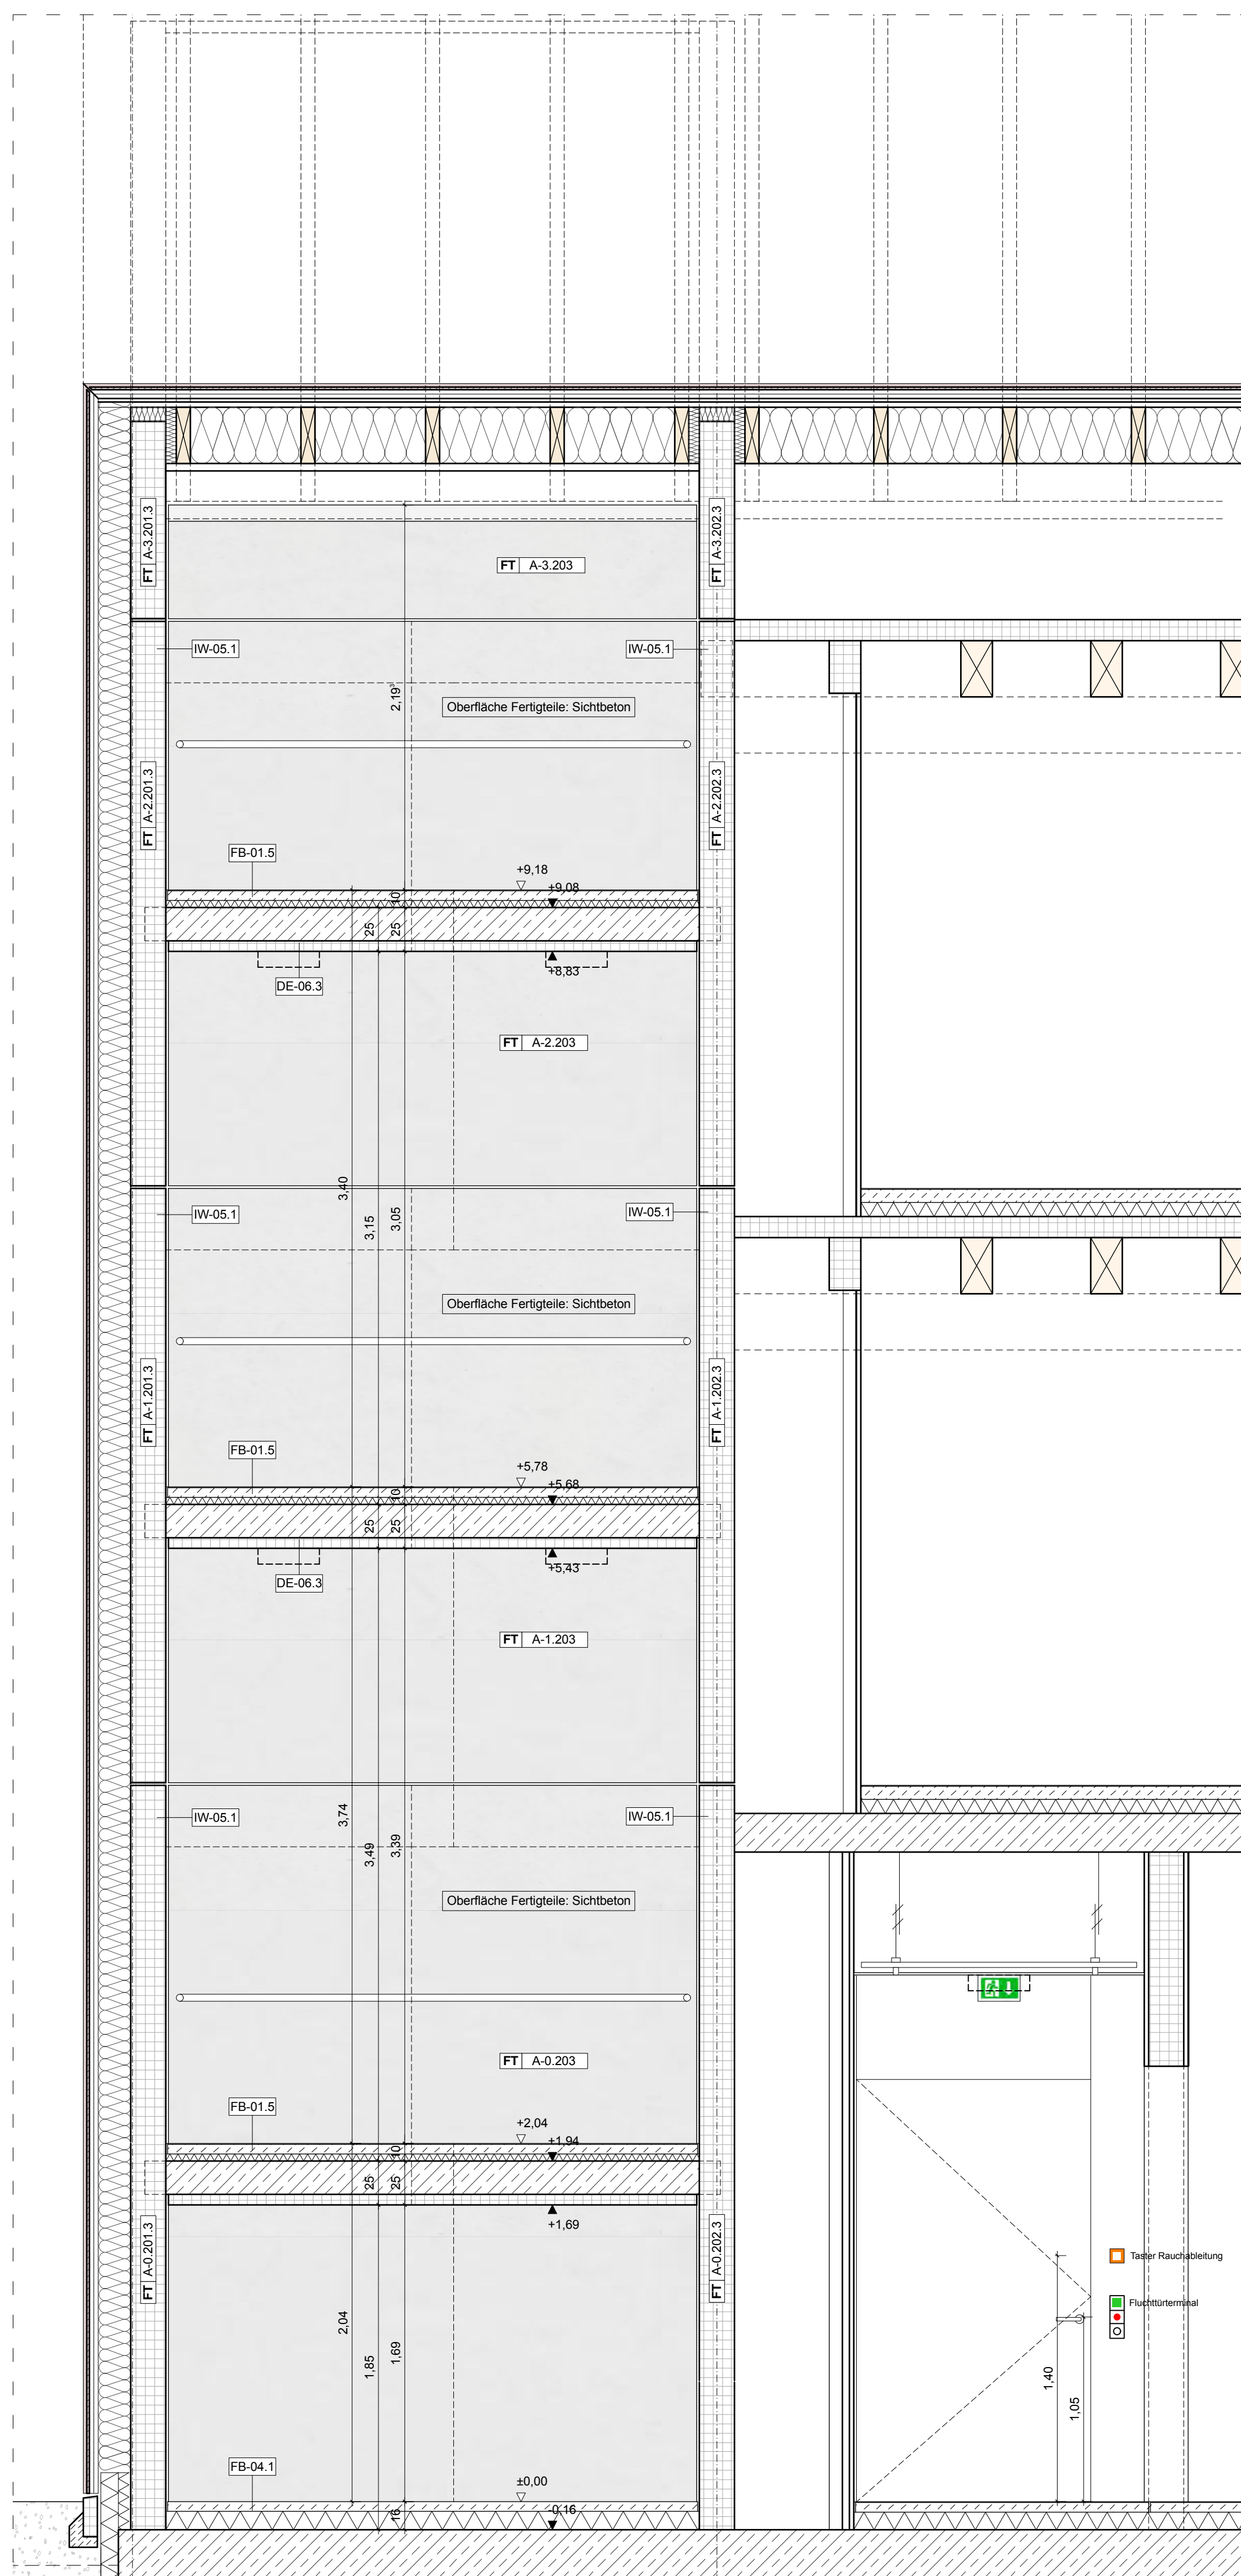 FT A-3.201.3
FT A-3.203
FT A-3.202.3
IW-05.1
IW-05.1
2,19³
Oberfläche Fertigteile: Sichtbeton
FT A-2.201.3
FT A-2.202.3
FB-01.5
+9,18
+9,08
10
25
25
+8,83
DE-06.3
FT A-2.203
3,40
3,15
3,05
IW-05.1
IW-05.1
Oberfläche Fertigteile: Sichtbeton
FT A-1.201.3
FT A-1.202.3
FB-01.5
+5,78
+5,68
10
25
25
+5,43
DE-06.3
FT A-1.203
3,74
3,49
3,39
IW-05.1
IW-05.1
Oberfläche Fertigteile: Sichtbeton
FT A-0.203
FB-01.5
+2,04
+1,94
10
25
25
+1,69
FT A-0.201.3
FT A-0.202.3
Taster Rauchableitung
Fluchttürterminal
2,04
1,85
1,69
1,40
1,05
FB-04.1
±0,00
-0,16
16